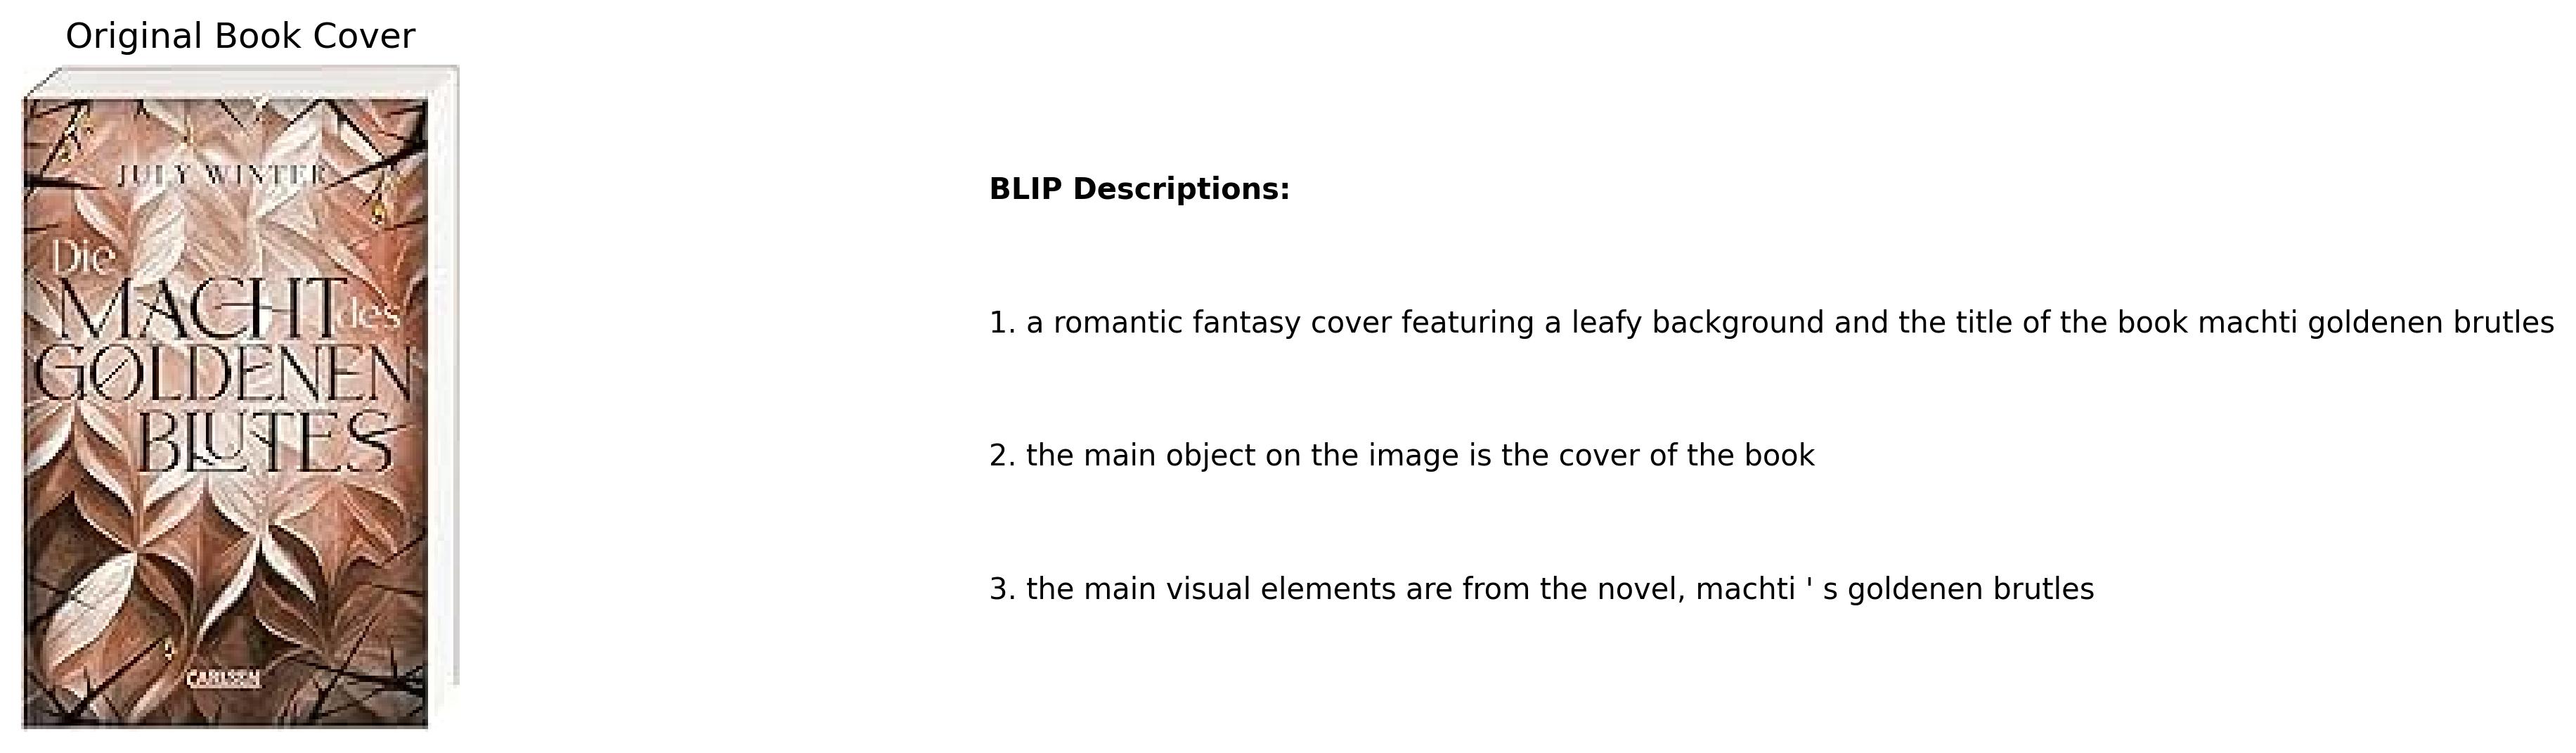 Original Book Cover
JULY WINTER
Die
MACHT des
GOLDENEN
BLUTES
CARLSEN
BLIP Descriptions:
1. a romantic fantasy cover featuring a leafy background and the title of the book machti goldenen brutles
2. the main object on the image is the cover of the book
3. the main visual elements are from the novel, machti ' s goldenen brutles